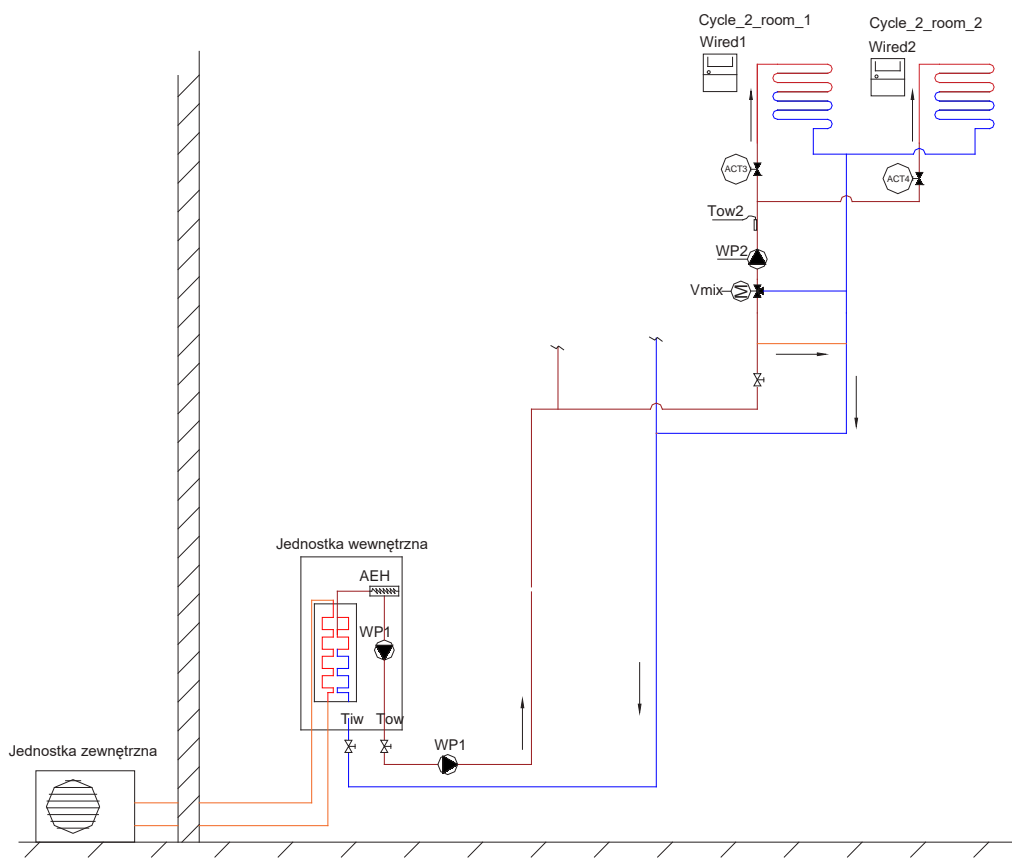 Cycle_2_room_1
Cycle_2_room_2
Wired1
Wired2
ACT3
ACT4
Tow2
WP2
Vmix
M
Jednostka wewnętrzna
AEH
WP1
Tiw
Tow
WP1
Jednostka zewnętrzna